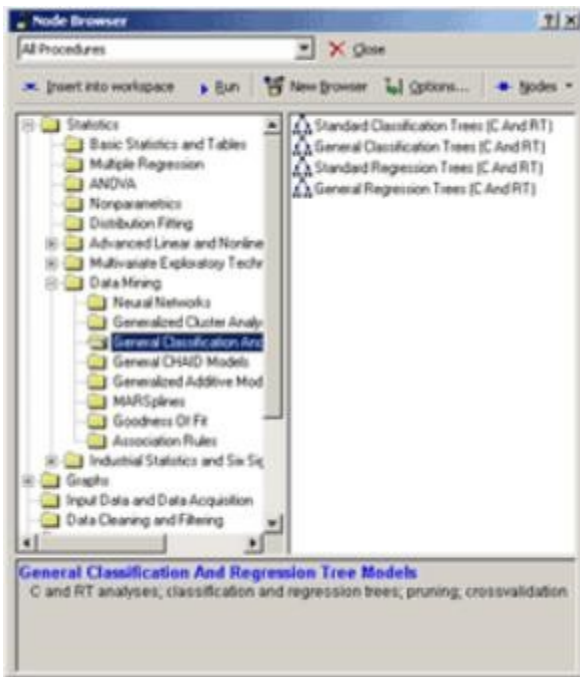 Node Browser
All Procedures
Close
Insert into workspace
Run
New Browser
Options...
Nodes
Statistics
Basic Statistics and Tables
Multiple Regression
ANOVA
Nonparametrics
Distribution Fitting
Advanced Linear and Nonline
Multivariate Exploratory Techr
Data Mining
Neural Networks
Generalized Cluster Analy
General Classification And
General CHAID Models
Generalized Additive Mod
MARSplines
Goodness Of Fit
Association Rules
Industrial Statistics and Six Sig
Graphs
Input Data and Data Acquisition
Data Cleaning and Filtering
Standard Classification Trees (C And RT)
General Classification Trees (C And RT)
Standard Regression Trees (C And RT)
General Regression Trees (C And RT)
General Classification And Regression Tree Models
C and RT analyses; classification and regression trees; pruning; crossvalidation